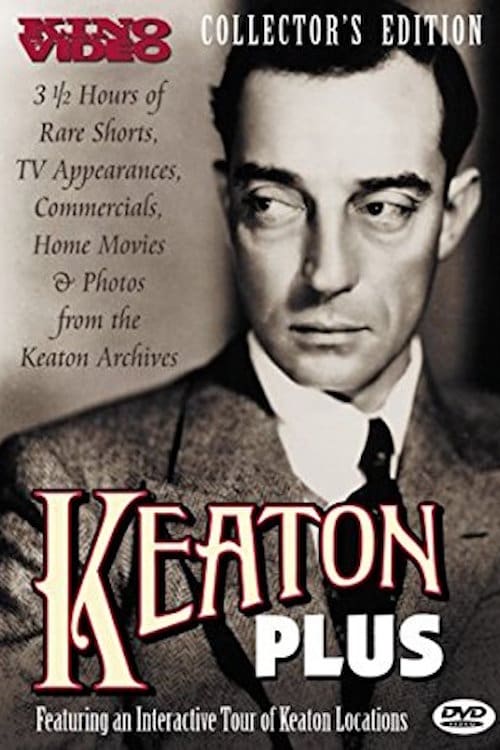 KINO
VIDEO
COLLECTOR'S EDITION
3 1/2 Hours of
Rare Shorts,
TV Appearances,
Commercials,
Home Movies
& Photos
from the
Keaton Archives
KEATON
PLUS
Featuring an Interactive Tour of Keaton Locations
DVD
VIDEO